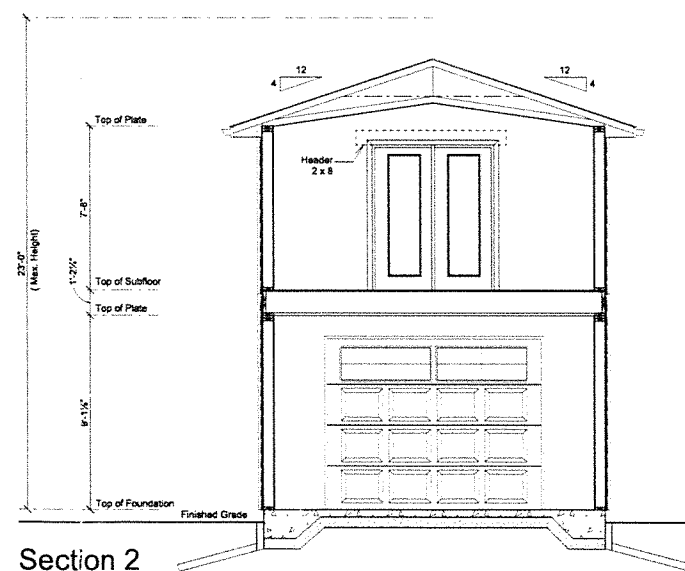 12
4
12
4
Top of Plate
Header
2 x 8
7'-6"
23'-0"
( Max. Height)
1'-2¼"
Top of Subfloor
Top of Plate
9'-1⅛"
Top of Foundation
Finished Grade
Section 2